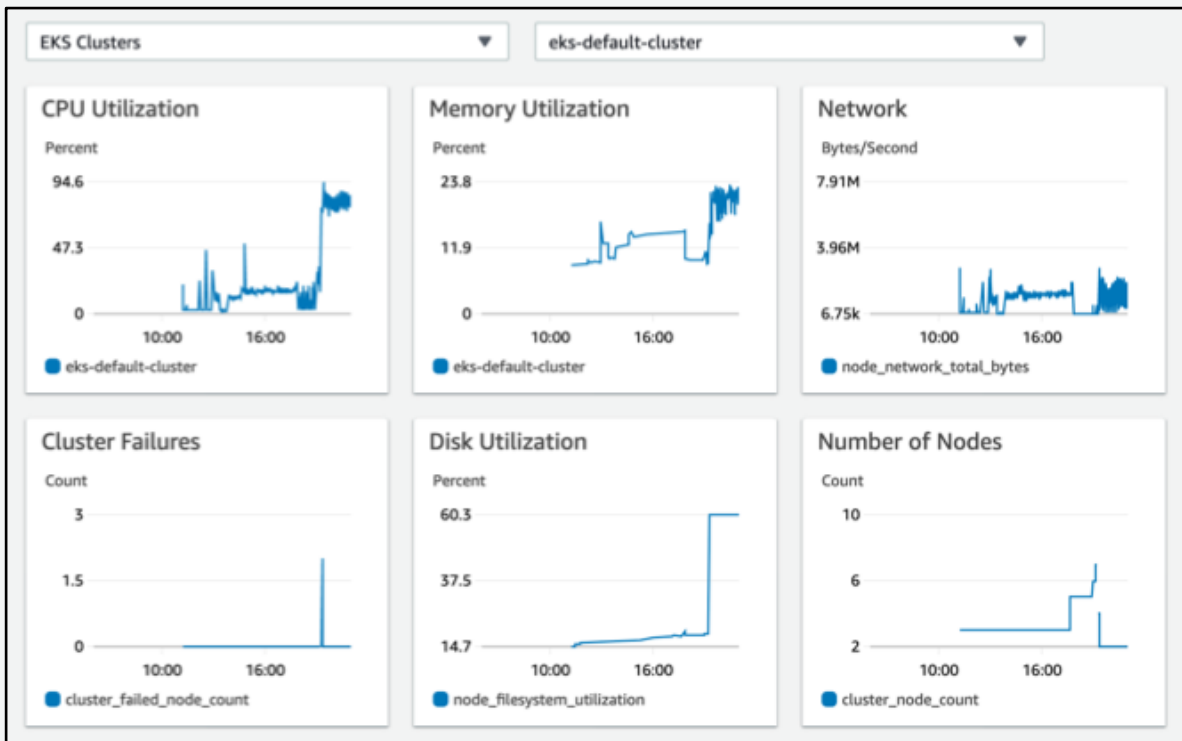 EKS Clusters
eks-default-cluster
CPU Utilization
Percent
94.6
47.3
0
10:00 16:00
eks-default-cluster
Memory Utilization
Percent
23.8
11.9
0
10:00 16:00
eks-default-cluster
Network
Bytes/Second
7.91M
3.96M
6.75k
10:00 16:00
node_network_total_bytes
Cluster Failures
Count
3
1.5
0
10:00 16:00
cluster_failed_node_count
Disk Utilization
Percent
60.3
37.5
14.7
10:00 16:00
node_filesystem_utilization
Number of Nodes
Count
10
6
2
10:00 16:00
cluster_node_count